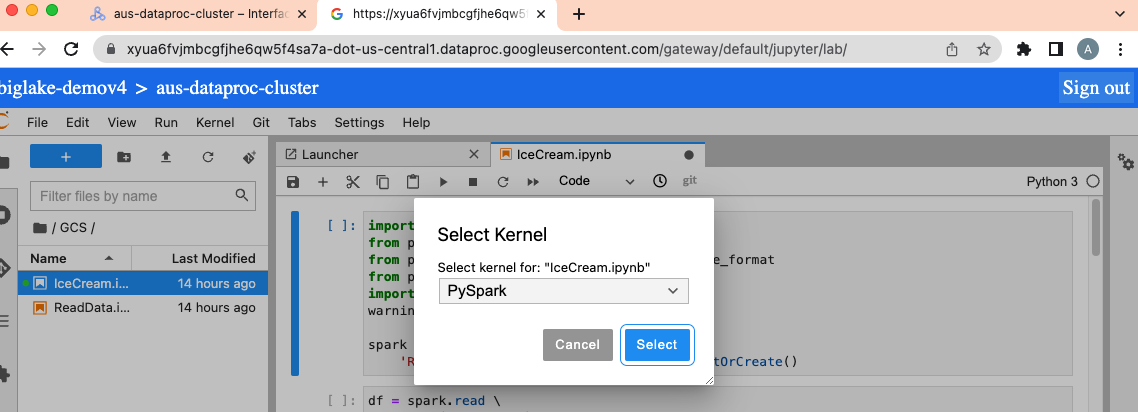 aus-dataproc-cluster – Interfac
https://xyua6fvjmbcgfjhe6qw5f
xyua6fvjmbcgfjhe6qw5f4sa7a-dot-us-central1.dataproc.googleusercontent.com/gateway/default/jupyter/lab/
A
biglake-demov4 > aus-dataproc-cluster
Sign out
File Edit View Run Kernel Git Tabs Settings Help
+
Filter files by name
/ GCS /
Name Last Modified
IceCream.i... 14 hours ago
ReadData.i... 14 hours ago
Launcher
IceCream.ipynb
Code
git
Python 3
[ ]: import
from p
from p e_format
from p
import
warnin
spark
'R tOrCreate()
[ ]: df = spark.read \
Select Kernel
Select kernel for: "IceCream.ipynb"
PySpark
Cancel Select